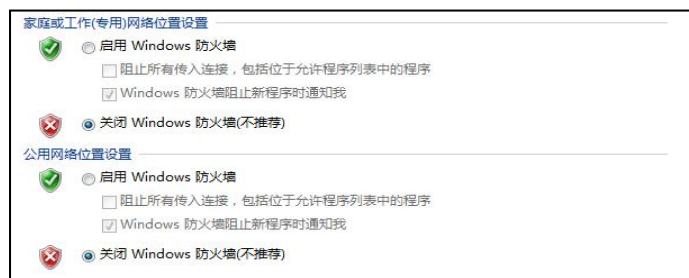 家庭或工作(专用)网络位置设置
启用 Windows 防火墙
阻止所有传入连接，包括位于允许程序列表中的程序
Windows 防火墙阻止新程序时通知我
关闭 Windows 防火墙(不推荐)
公用网络位置设置
启用 Windows 防火墙
阻止所有传入连接，包括位于允许程序列表中的程序
Windows 防火墙阻止新程序时通知我
关闭 Windows 防火墙(不推荐)